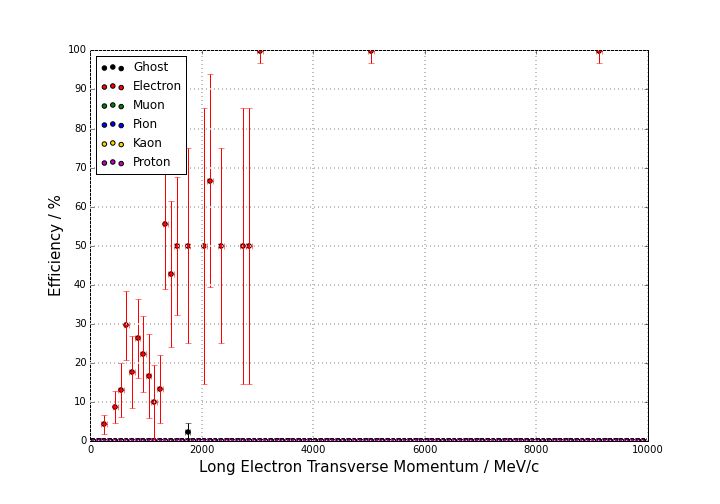 100
90
80
70
60
50
40
30
20
10
0
Efficiency / %
Ghost
Electron
Muon
Pion
Kaon
Proton
0 2000 4000 6000 8000 10000
Long Electron Transverse Momentum / MeV/c